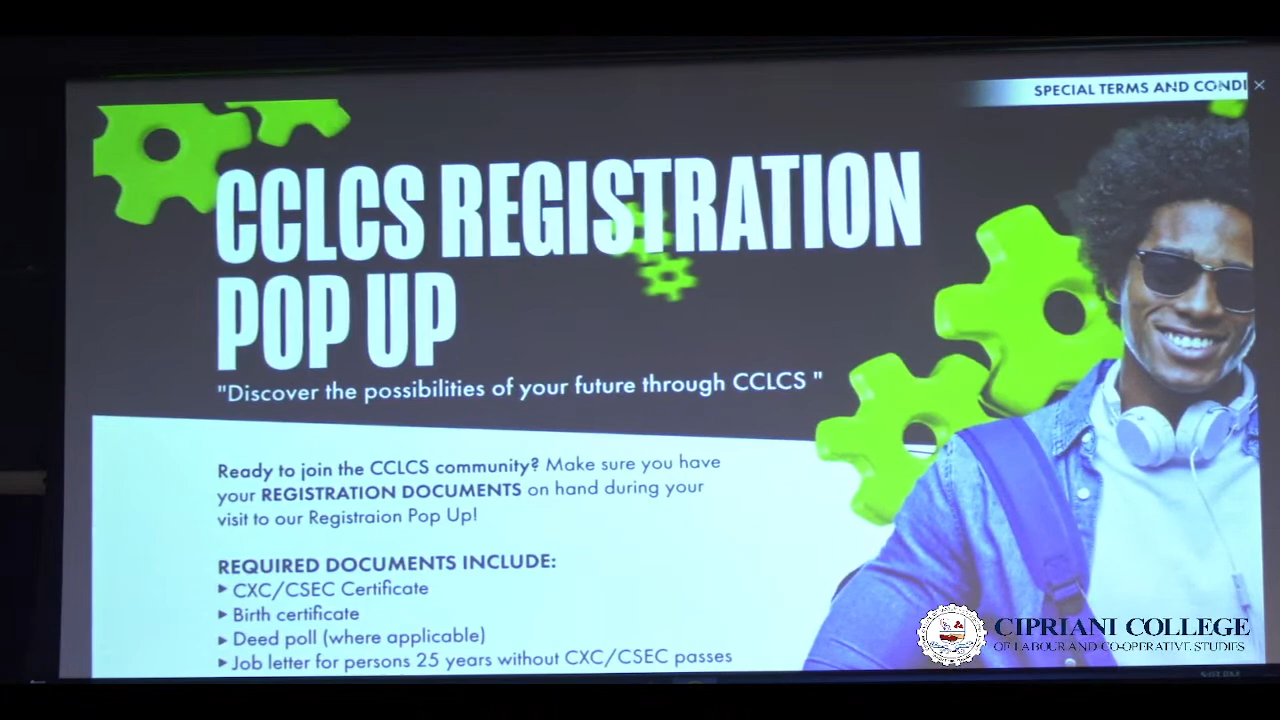 SPECIAL TERMS AND CONDI
CCLCS REGISTRATION
POP UP
"Discover the possibilities of your future through CCLCS "
Ready to join the CCLCS community? Make sure you have
your REGISTRATION DOCUMENTS on hand during your
visit to our Registraion Pop Up!
REQUIRED DOCUMENTS INCLUDE:
▸ CXC/CSEC Certificate
▸ Birth certificate
▸ Deed poll (where applicable)
▸ Job letter for persons 25 years without CXC/CSEC passes
CIPRIANI COLLEGE
OF LABOUR AND CO-OPERATIVE STUDIES